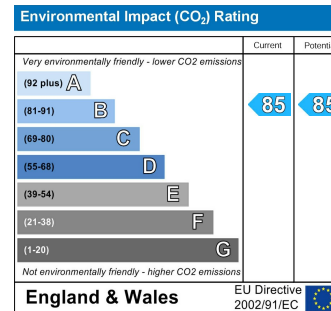 Environmental Impact (CO₂) Rating
Current Potenti
Very environmentally friendly - lower CO2 emissions
(92 plus) A
(81-91) B
85 85
(69-80) C
(55-68) D
(39-54) E
(21-38) F
(1-20) G
Not environmentally friendly - higher CO2 emissions
England & Wales
EU Directive
2002/91/EC